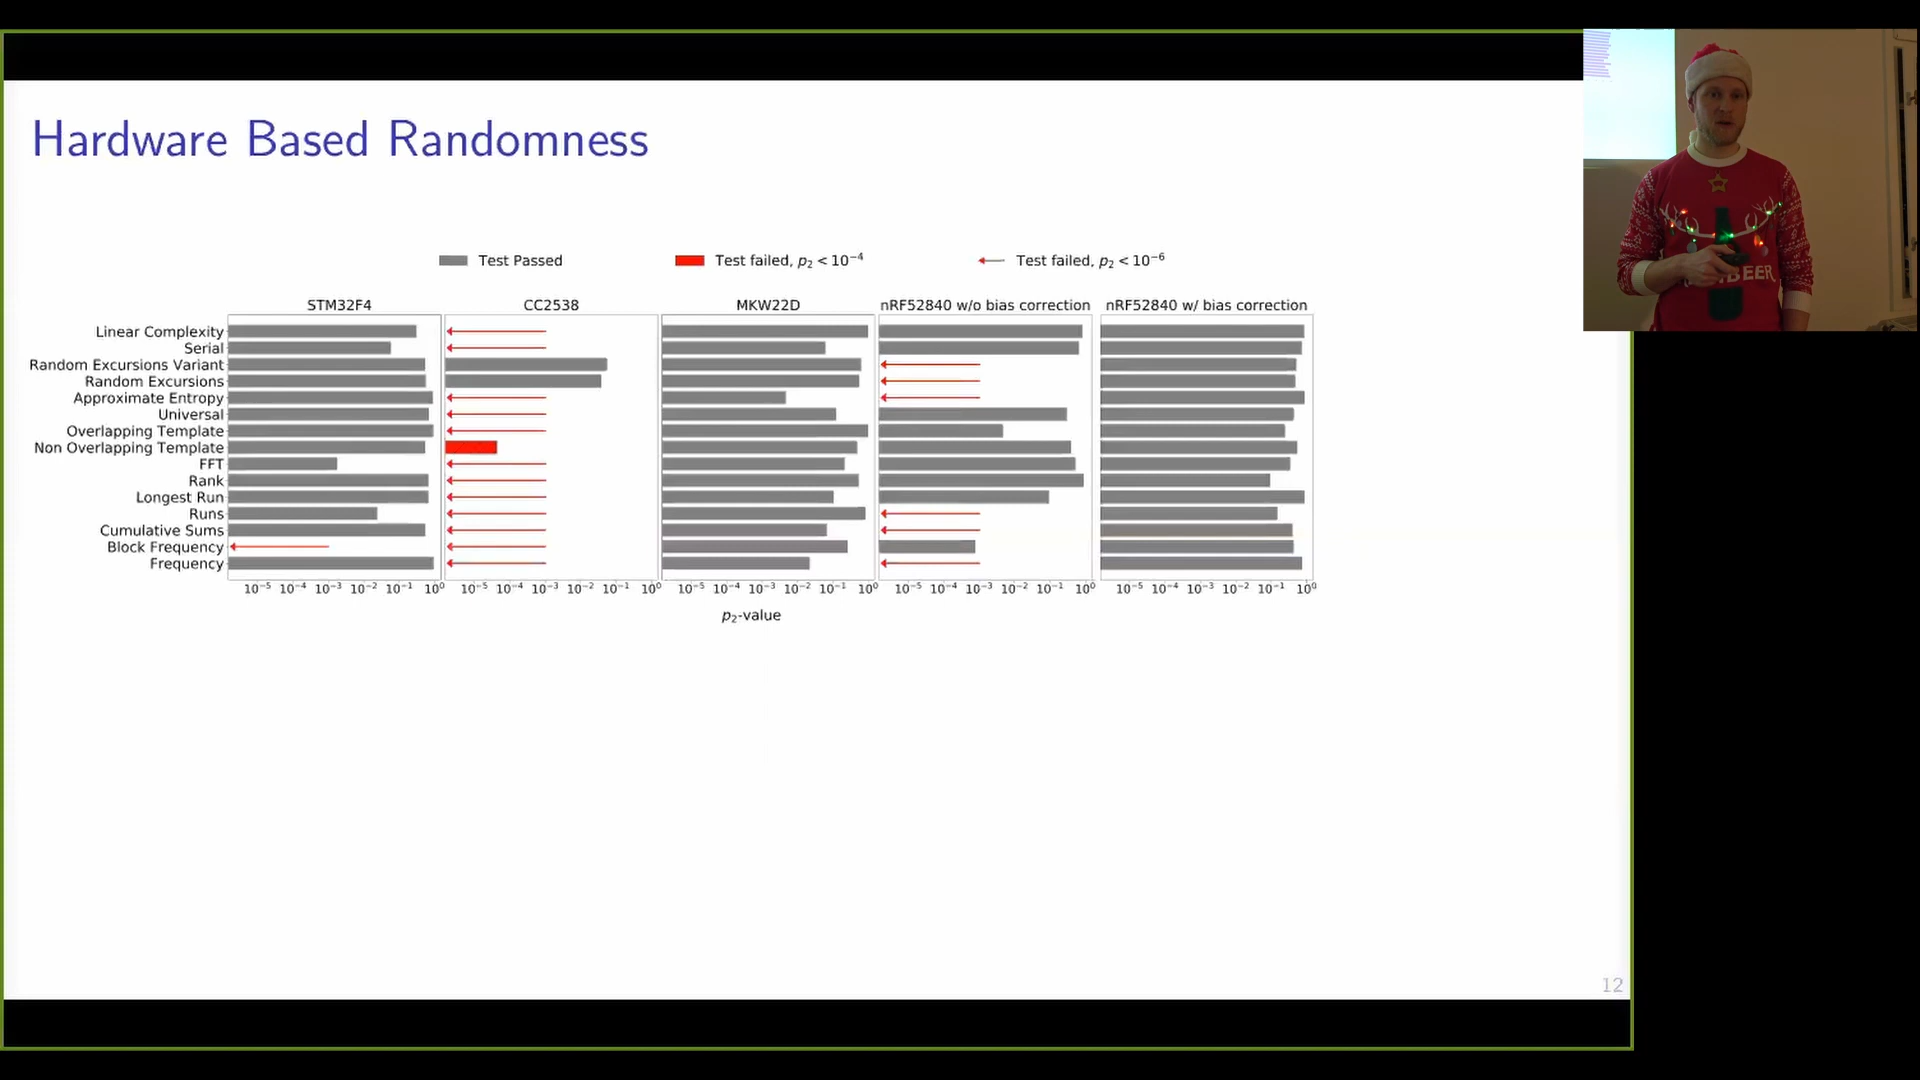 Hardware Based Randomness
Test Passed
Test failed, p₂ < 10⁻⁴
Test failed, p₂ < 10⁻⁶
STM32F4
CC2538
MKW22D
nRF52840 w/o bias correction
nRF52840 w/ bias correction
Linear Complexity
Serial
Random Excursions Variant
Random Excursions
Approximate Entropy
Universal
Overlapping Template
Non Overlapping Template
FFT
Rank
Longest Run
Runs
Cumulative Sums
Block Frequency
Frequency
10⁻⁵ 10⁻⁴ 10⁻³ 10⁻² 10⁻¹ 10⁰
10⁻⁵ 10⁻⁴ 10⁻³ 10⁻² 10⁻¹ 10⁰
10⁻⁵ 10⁻⁴ 10⁻³ 10⁻² 10⁻¹ 10⁰
10⁻⁵ 10⁻⁴ 10⁻³ 10⁻² 10⁻¹ 10⁰
10⁻⁵ 10⁻⁴ 10⁻³ 10⁻² 10⁻¹ 10⁰
p₂-value
12